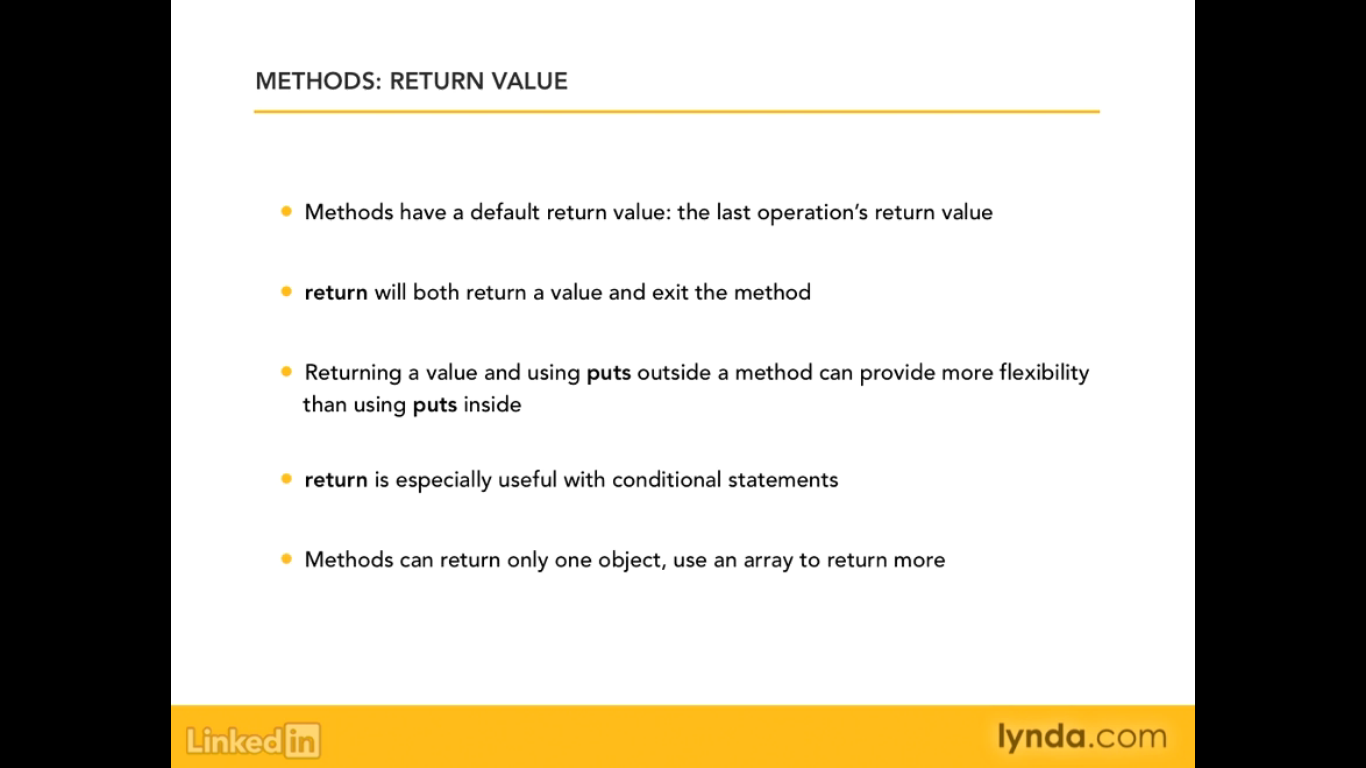 METHODS: RETURN VALUE
• Methods have a default return value: the last operation’s return value
• return will both return a value and exit the method
• Returning a value and using puts outside a method can provide more flexibility
than using puts inside
• return is especially useful with conditional statements
• Methods can return only one object, use an array to return more
Linked in
lynda.com